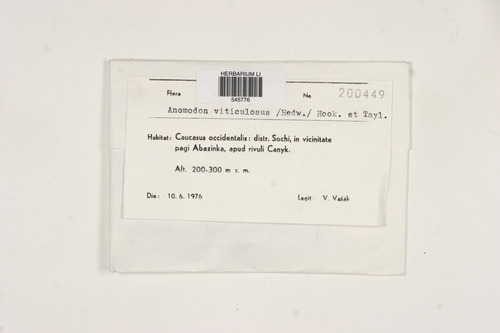 HERBARIUM LI
545776
Flora No 200449
Anomodon viticulosus /Hedw./ Hook. et Tayl.
Habitat: Caucasus occidentalis: distr. Sochi, in vicinitate
pagi Abazinka, apud rivuli Canyk.
Alt. 200-300 m s. m.
Die: 10. 6. 1976 Legit V. Vašák